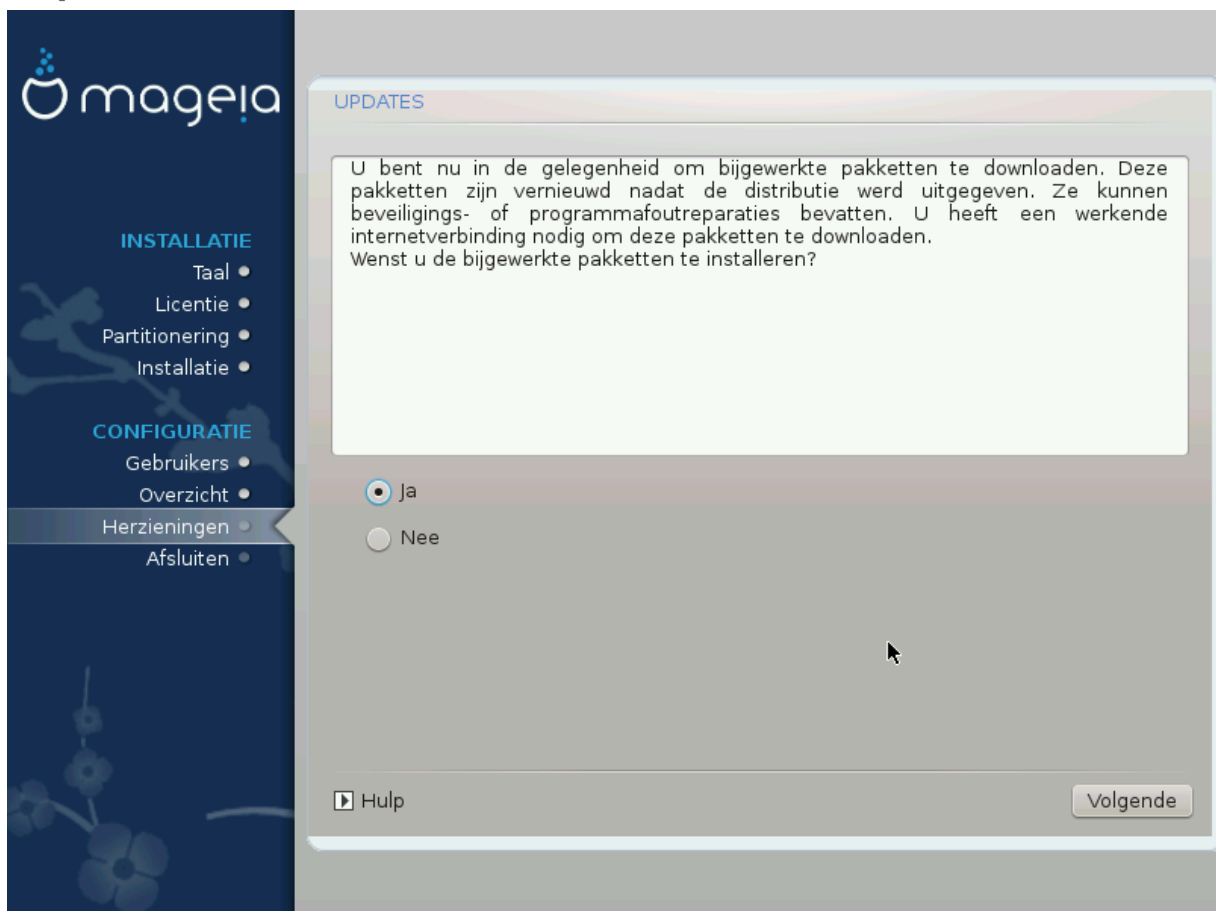 mageia
INSTALLATIE
Taal
Licentie
Partitionering
Installatie
CONFIGURATIE
Gebruikers
Overzicht
Herzieningen
Afsluiten
UPDATES
U bent nu in de gelegenheid om bijgewerkte pakketten te downloaden. Deze
pakketten zijn vernieuwd nadat de distributie werd uitgegeven. Ze kunnen
beveiligings- of programmafoutreparaties bevatten. U heeft een werkende
internetverbinding nodig om deze pakketten te downloaden.
Wenst u de bijgewerkte pakketten te installeren?
Ja
Nee
Hulp
Volgende